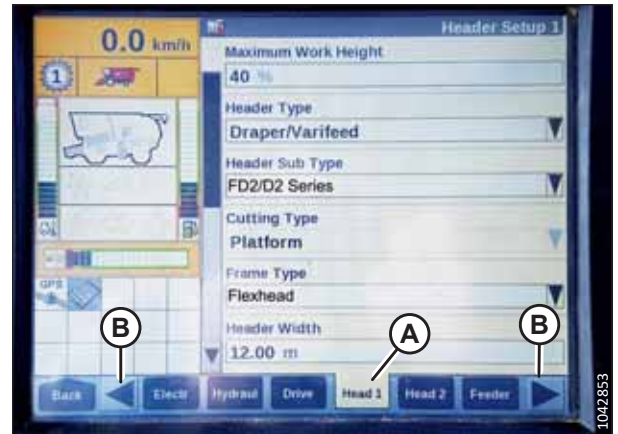 0.0 km/h
Header Setup 1
1
Maximum Work Height
40 %
Header Type
Draper/Varifeed
Header Sub Type
FD2/D2 Series
Cutting Type
Platform
Frame Type
Flexhead
GPS
Header Width
12.00 m
B
A
B
Back
Electr
Hydraul
Drive
Head 1
Head 2
Feeder
1042853